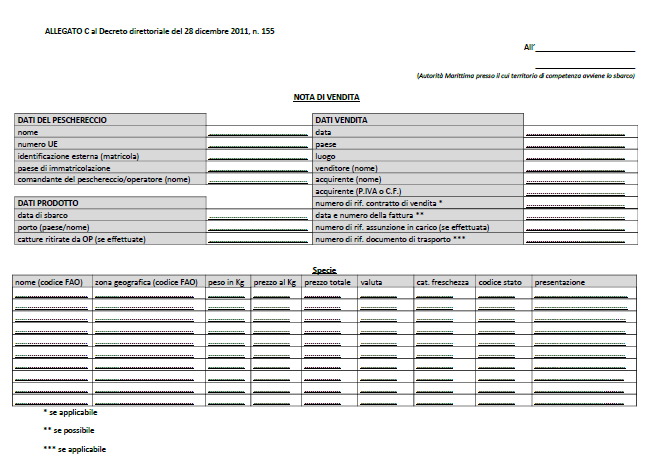 ALLEGATO C al Decreto direttoriale del 28 dicembre 2011, n. 155
All'
(Autorità Marittima presso il cui territorio di competenza avviene lo sbarco)
NOTA DI VENDITA
DATI DEL PESCHERECCIO
nome
numero UE
identificazione esterna (matricola)
paese di immatricolazione
comandante del peschereccio/operatore (nome)
DATI PRODOTTO
data di sbarco
porto (paese/nome)
catture ritirate da OP (se effettuate)
DATI VENDITA
data
paese
luogo
venditore (nome)
acquirente (nome)
acquirente (P.IVA o C.F.)
numero di rif. contratto di vendita *
data e numero della fattura **
numero di rif. assunzione in carico (se effettuata)
numero di rif. documento di trasporto ***
Specie
nome (codice FAO) zona geografica (codice FAO) peso in Kg prezzo al Kg prezzo totale valuta cat. freschezza codice stato presentazione
* se applicabile
** se possibile
*** se applicabile